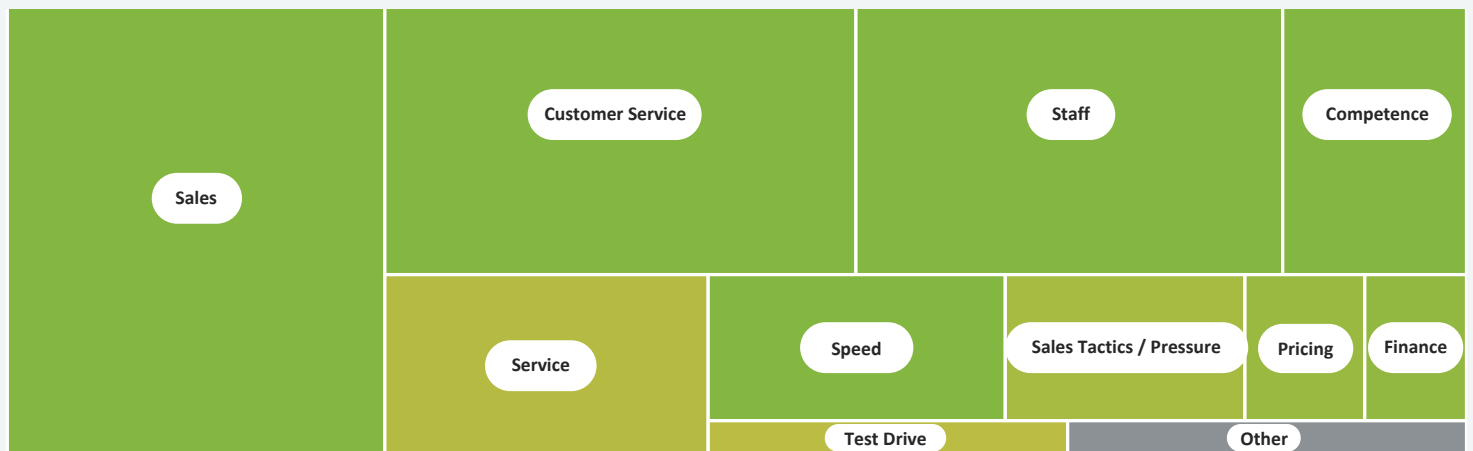 Sales
Customer Service
Staff
Competence
Service
Speed
Sales Tactics / Pressure
Pricing
Finance
Test Drive
Other